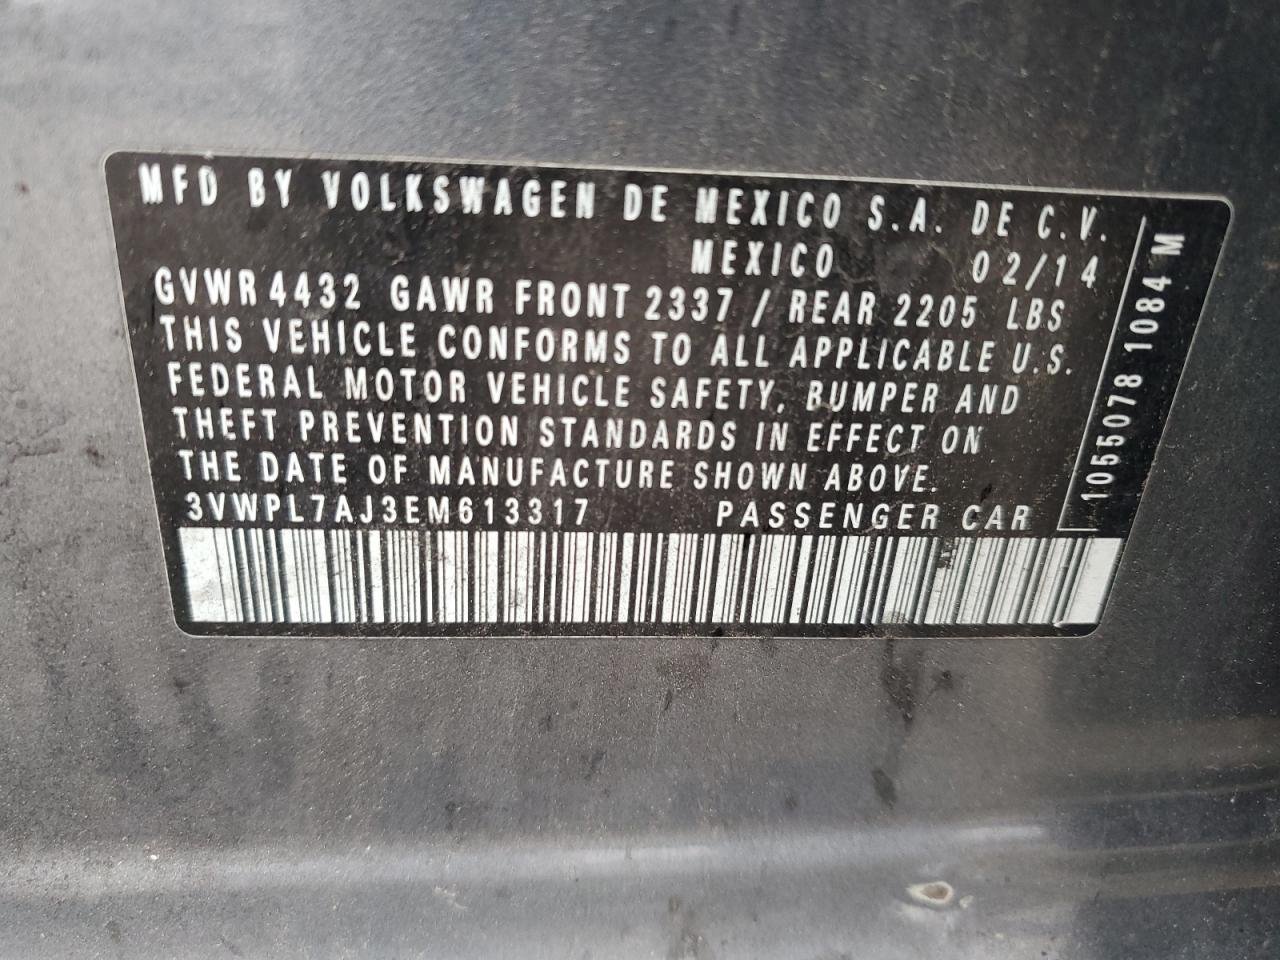 MFD BY VOLKSWAGEN DE MEXICO S.A. DE C.V.
MEXICO 02/14
GVWR 4432 GAWR FRONT 2337 / REAR 2205 LBS
THIS VEHICLE CONFORMS TO ALL APPLICABLE U.S.
FEDERAL MOTOR VEHICLE SAFETY, BUMPER AND
THEFT PREVENTION STANDARDS IN EFFECT ON
THE DATE OF MANUFACTURE SHOWN ABOVE.
3VWPL7AJ3EM613317 PASSENGER CAR
1055078 1084 M